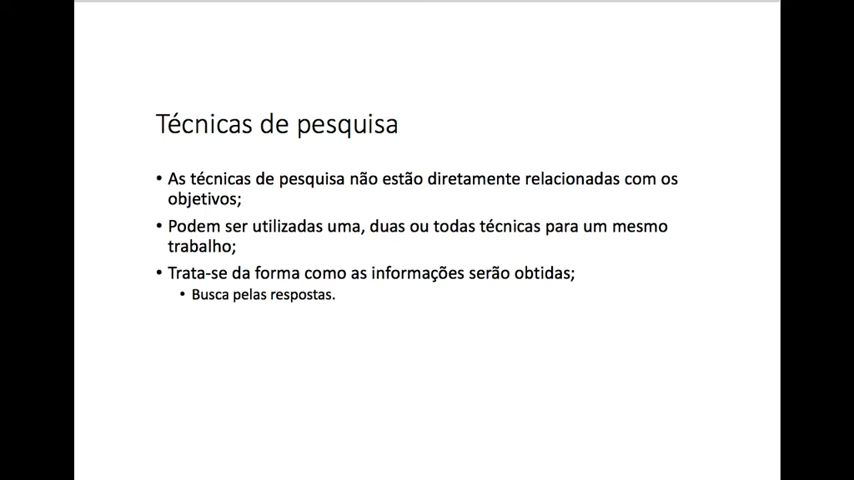 Técnicas de pesquisa
• As técnicas de pesquisa não estão diretamente relacionadas com os
objetivos;
• Podem ser utilizadas uma, duas ou todas técnicas para um mesmo
trabalho;
• Trata-se da forma como as informações serão obtidas;
• Busca pelas respostas.